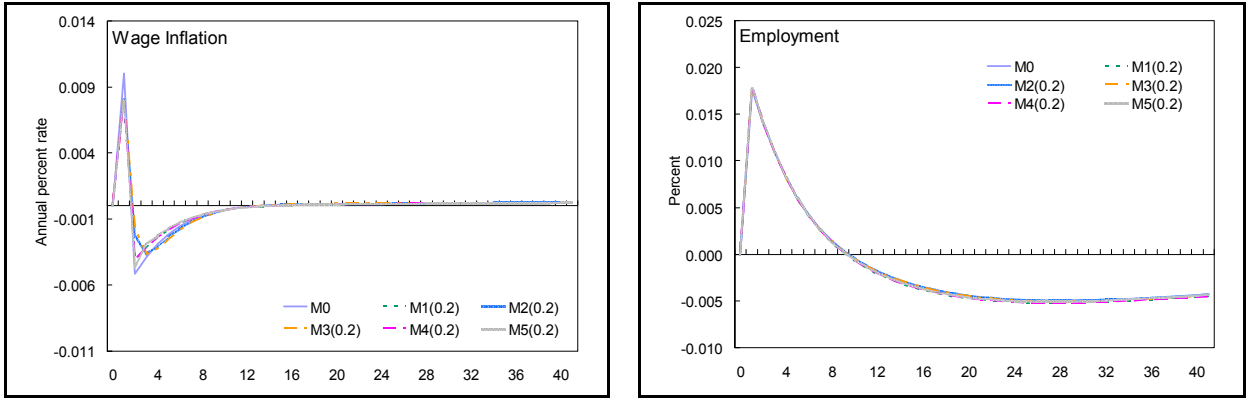 Wage Inflation
Annual percent rate
0.014
0.009
0.004
-0.001
-0.006
-0.011
M0 M1(0.2) M2(0.2)
M3(0.2) M4(0.2) M5(0.2)
0 4 8 12 16 20 24 28 32 36 40
Employment
Percent
0.025
0.020
0.015
0.010
0.005
0.000
-0.005
-0.010
M0 M1(0.2)
M2(0.2) M3(0.2)
M4(0.2) M5(0.2)
0 4 8 12 16 20 24 28 32 36 40